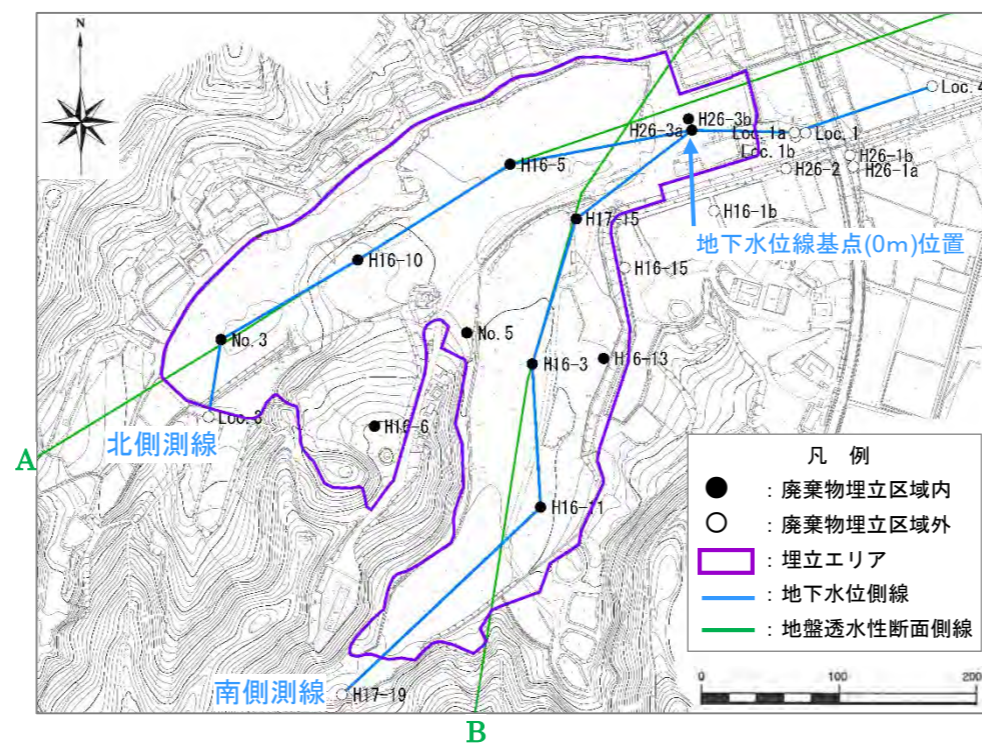 N
Loc. 4
H26-3b
H26-3a
Loc. 1a
Loc. 1
Loc. 1b
H26-1b
H26-2
H26-1a
H16-5
H17-15
H16-1b
地下水位線基点(0m)位置
H16-10
H16-15
No. 3
No. 5
H16-3
H16-13
Loc. 3
H16-6
北側測線
A
H16-11
凡 例
:廃棄物埋立区域内
:廃棄物埋立区域外
:埋立エリア
:地下水位側線
:地盤透水性断面側線
0 100 200
南側測線
H17-19
B